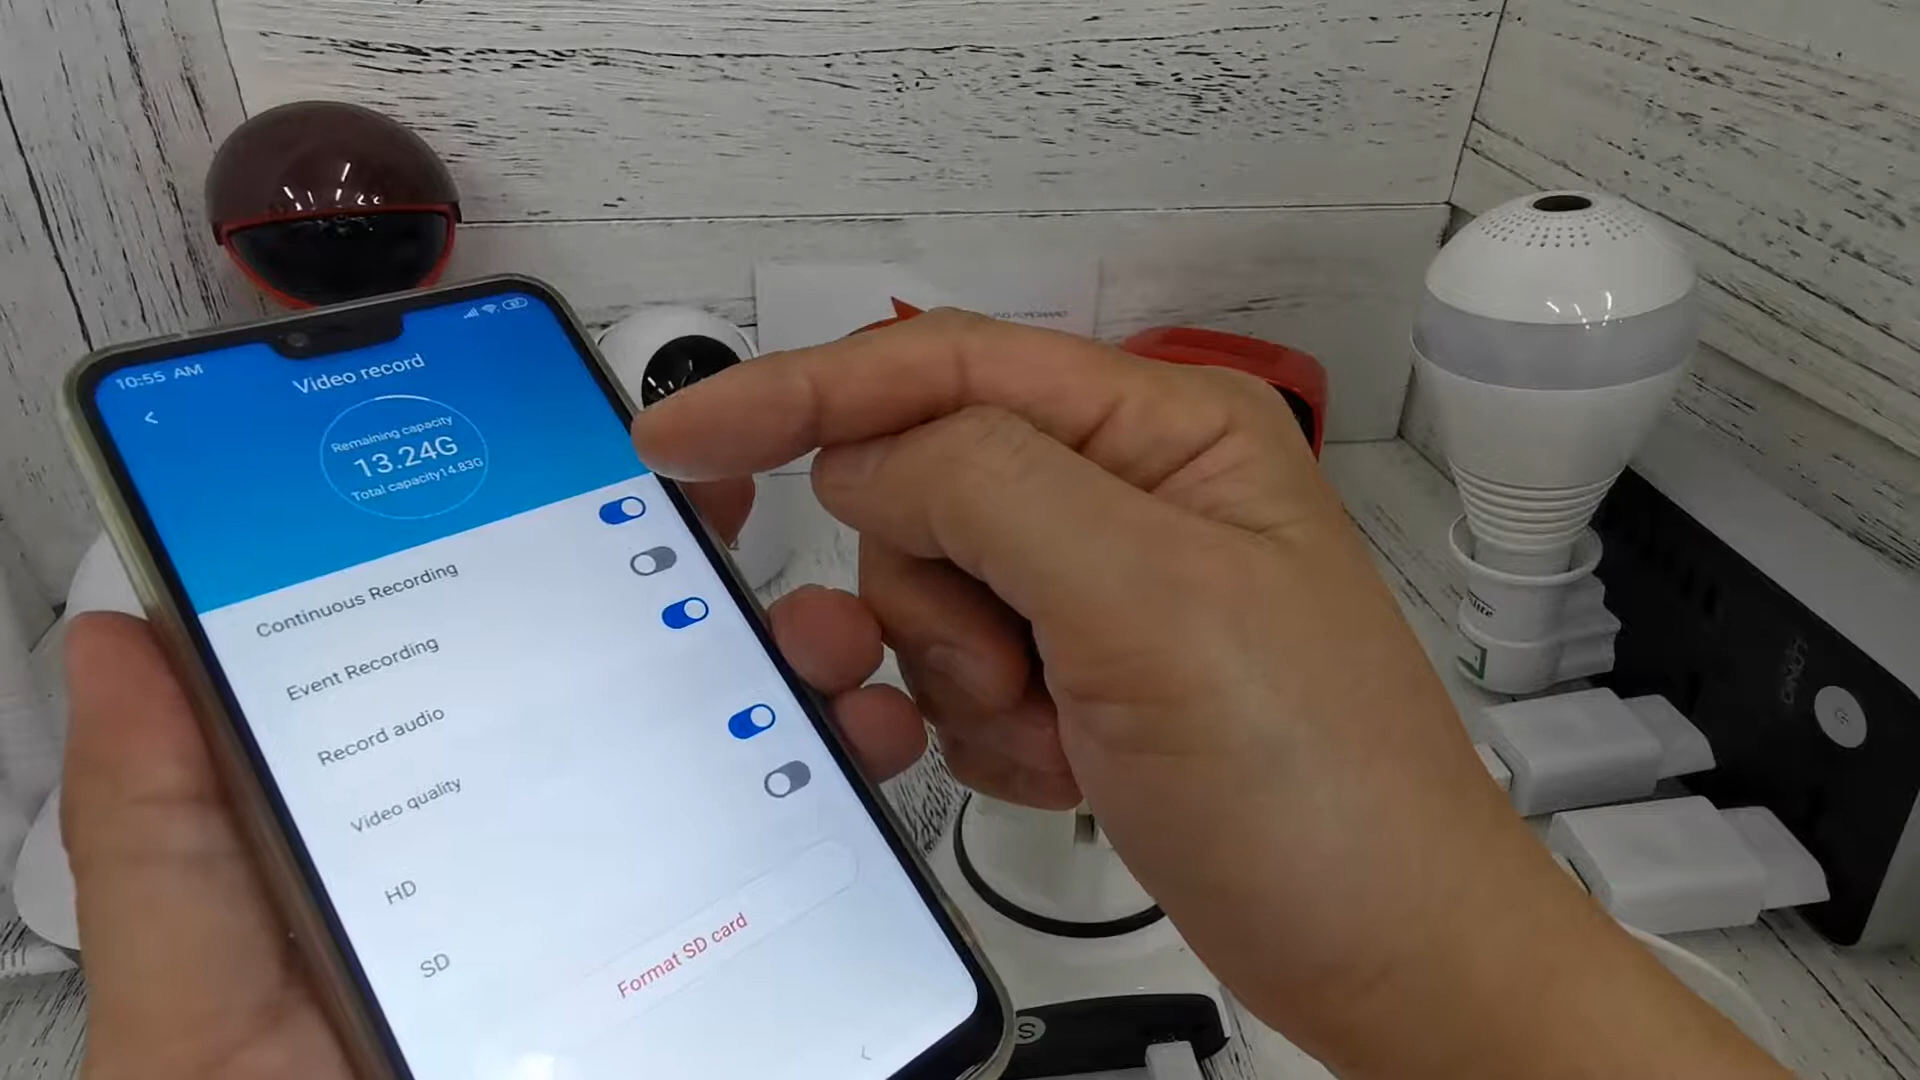 10:55 AM
Video record
Remaining capacity
13.24G
Total capacity14.83G
Continuous Recording
Event Recording
Record audio
Video quality
HD
SD
Format SD card